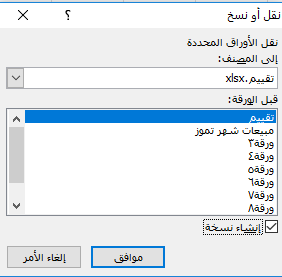 نقل أو نسخ
؟
نقل الأوراق المحددة
إلى المصنف:
تقييم.xlsx
قبل الورقة:
تقييم
مبيعات شهر تموز
ورقة٣
ورقة٤
ورقة٥
ورقة٦
ورقة٧
ورقة٨
إنشاء نسخة
موافق
إلغاء الأمر